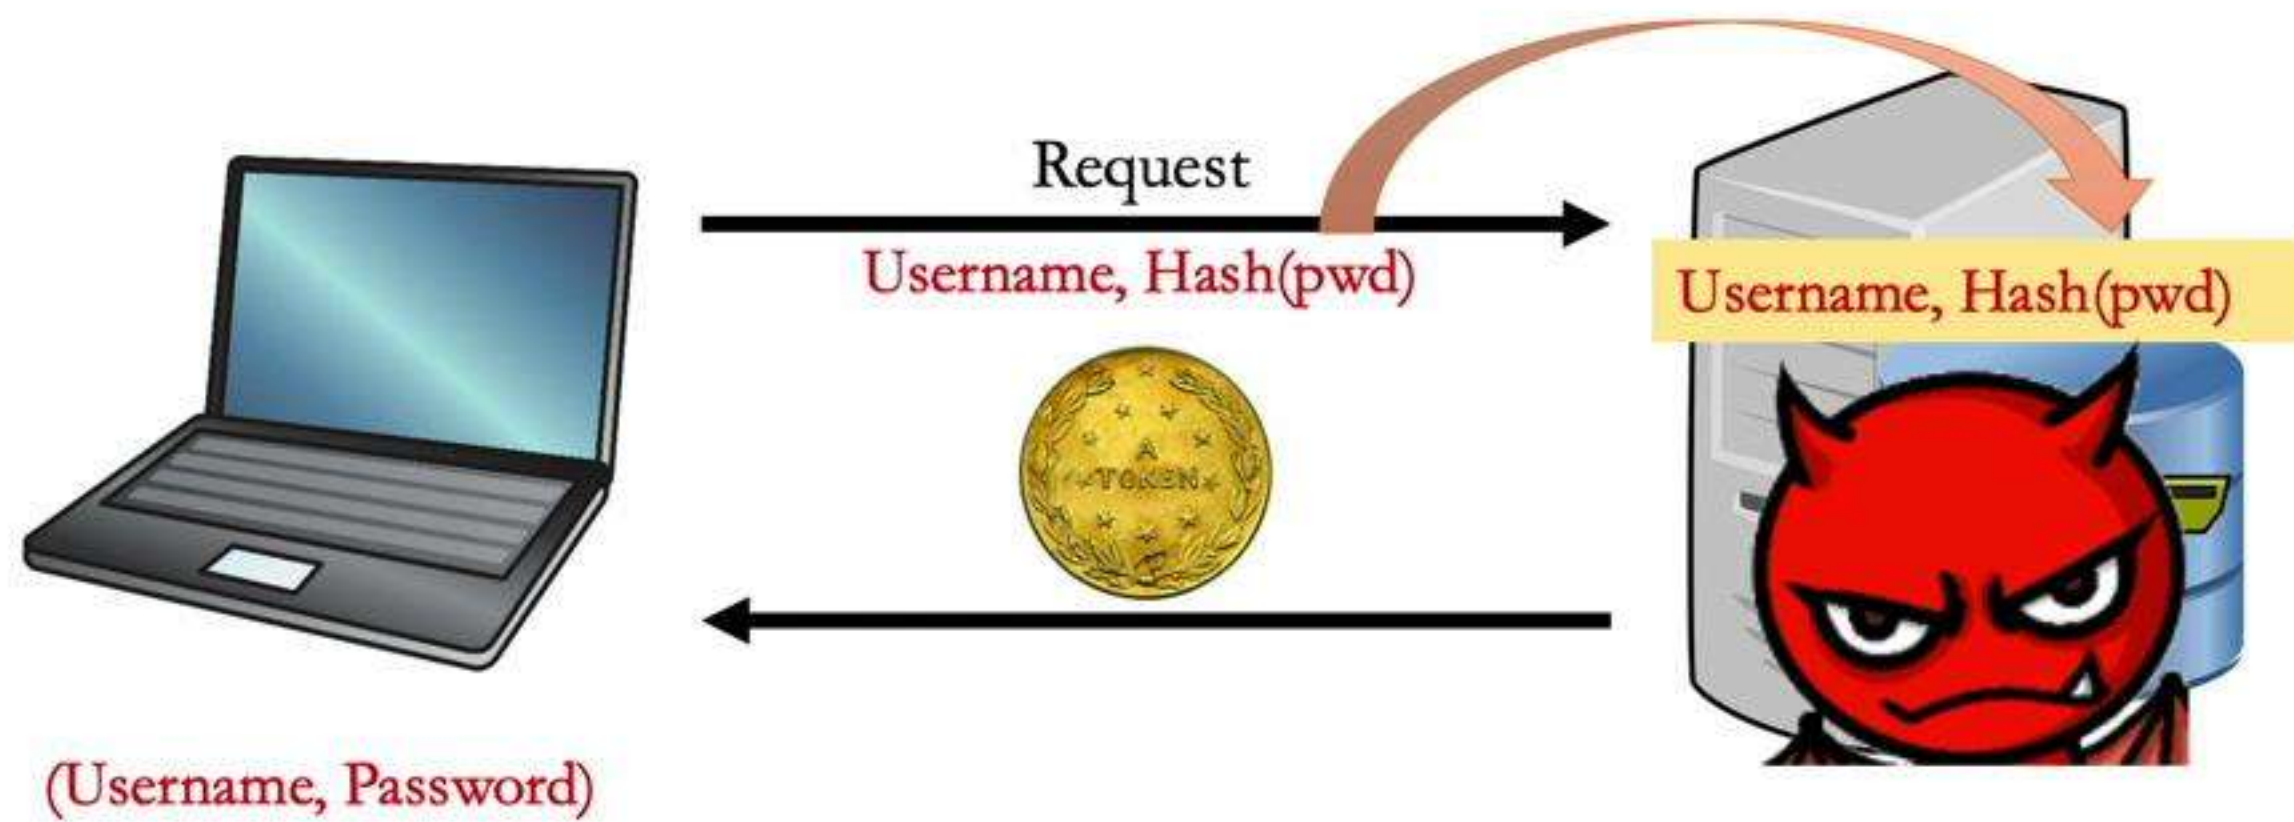 Request
Username, Hash(pwd)
Username, Hash(pwd)
A
TOKEN
(Username, Password)